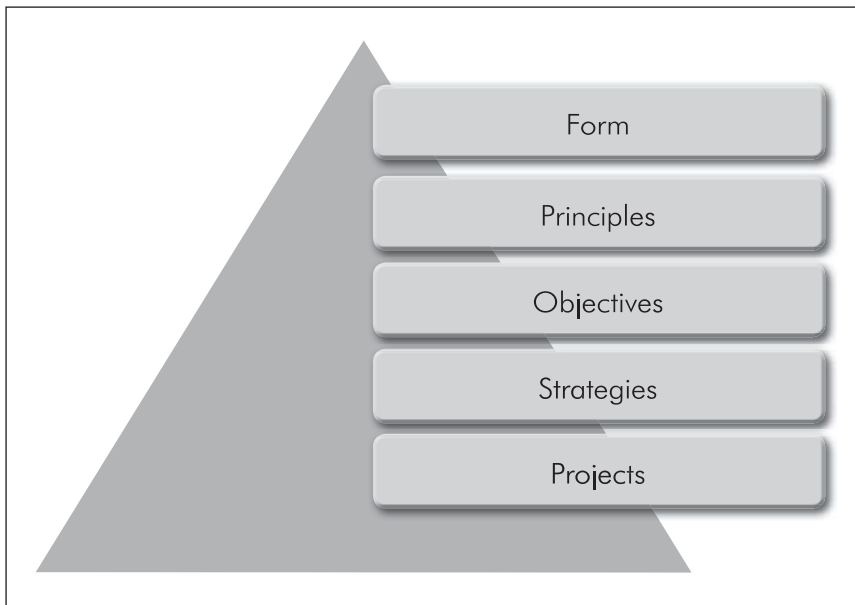 Form
Principles
Objectives
Strategies
Projects